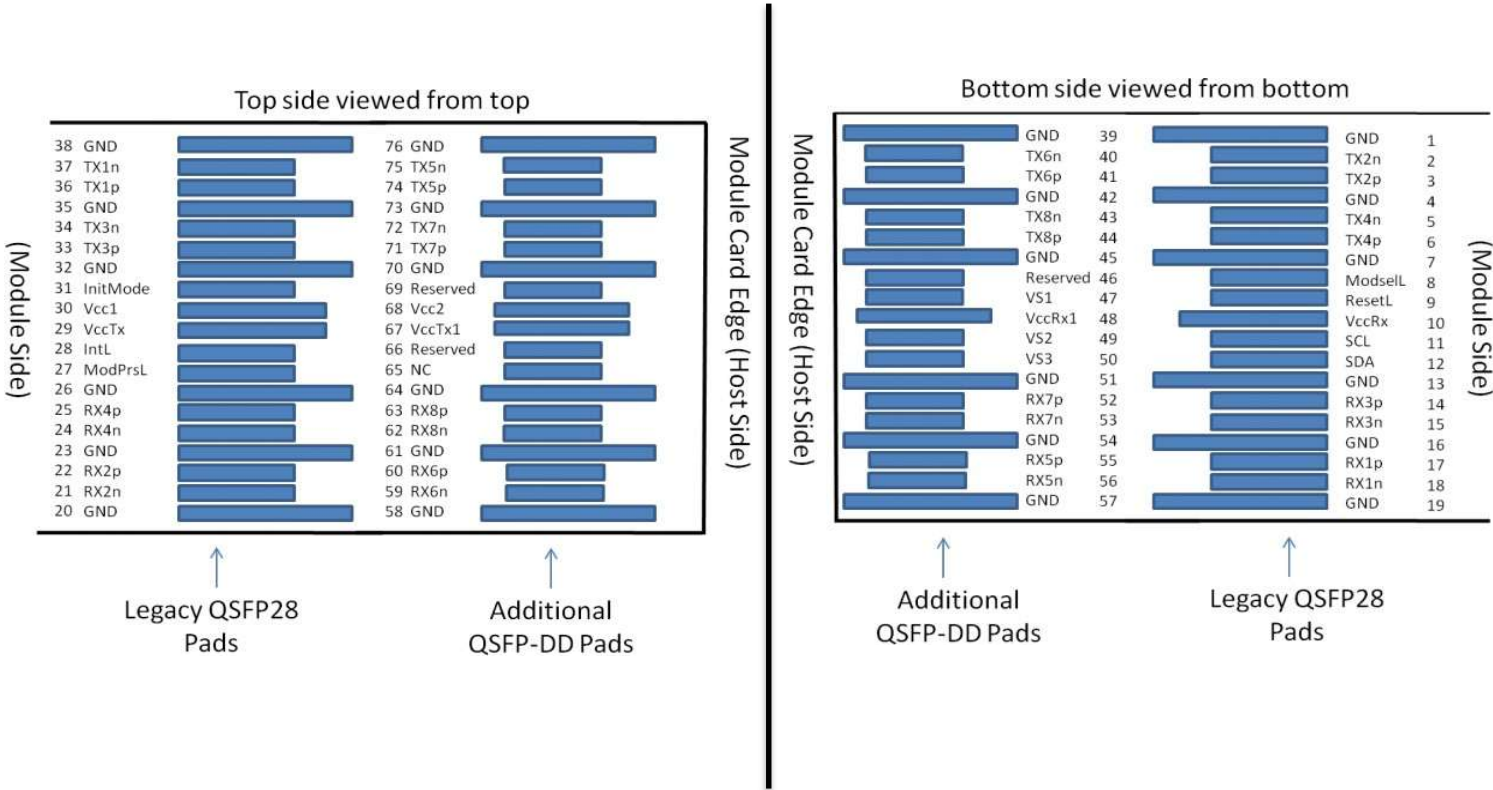 Top side viewed from top
38 GND 76 GND
37 TX1n 75 TX5n
36 TX1p 74 TX5p
35 GND 73 GND
34 TX3n 72 TX7n
33 TX3p 71 TX7p
32 GND 70 GND
31 InitMode 69 Reserved
30 Vcc1 68 Vcc2
29 VccTx 67 VccTx1
28 IntL 66 Reserved
27 ModPrsL 65 NC
26 GND 64 GND
25 RX4p 63 RX8p
24 RX4n 62 RX8n
23 GND 61 GND
22 RX2p 60 RX6p
21 RX2n 59 RX6n
20 GND 58 GND
(Module Side)
Module Card Edge (Host Side)
Legacy QSFP28
Pads
Additional
QSFP-DD Pads
Bottom side viewed from bottom
Module Card Edge (Host Side)
GND 39 GND 1
TX6n 40 TX2n 2
TX6p 41 TX2p 3
GND 42 GND 4
TX8n 43 TX4n 5
TX8p 44 TX4p 6
GND 45 GND 7
Reserved 46 ModselL 8
VS1 47 ResetL 9
VccRx1 48 VccRx 10
VS2 49 SCL 11
VS3 50 SDA 12
GND 51 GND 13
RX7p 52 RX3p 14
RX7n 53 RX3n 15
GND 54 GND 16
RX5p 55 RX1p 17
RX5n 56 RX1n 18
GND 57 GND 19
(Module Side)
Additional
QSFP-DD Pads
Legacy QSFP28
Pads